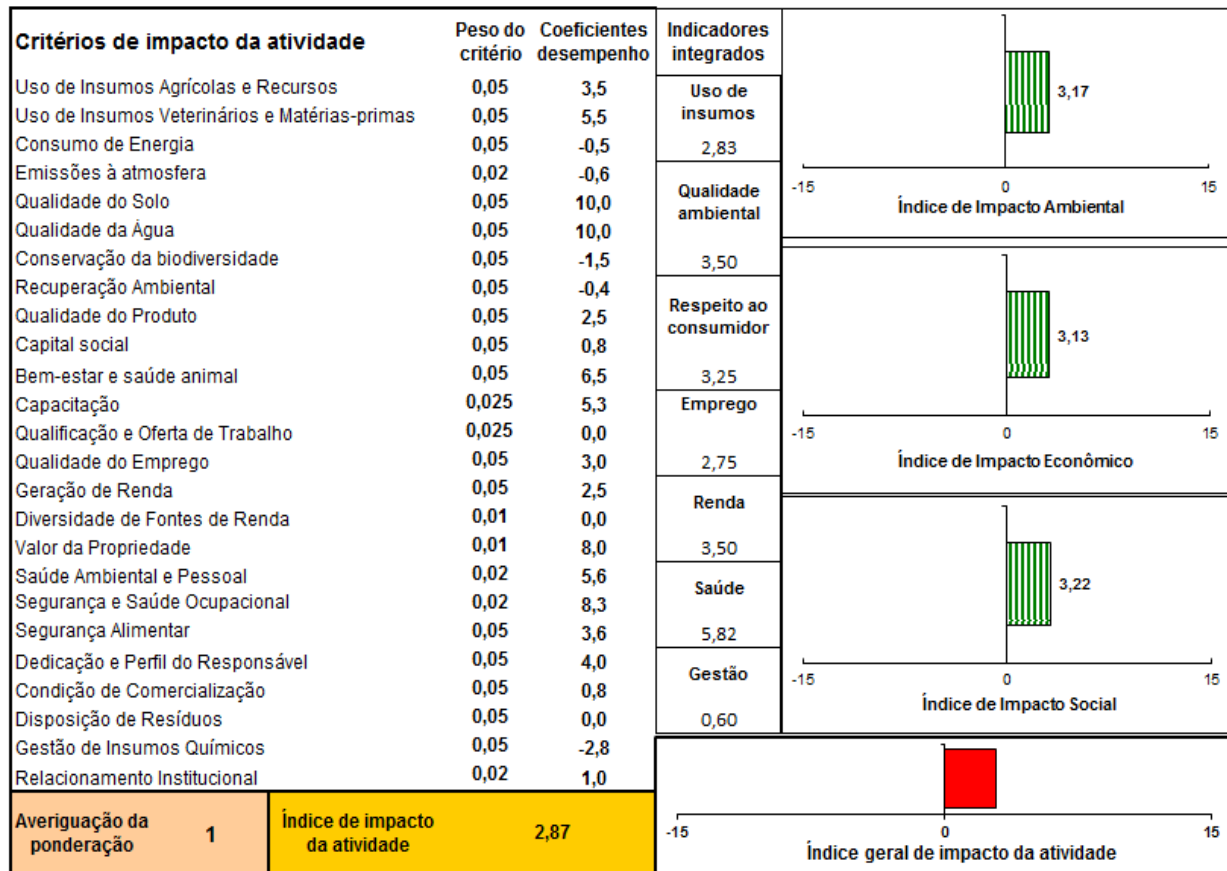 Critérios de impacto da atividade Peso do critério Coeficientes desempenho
Uso de Insumos Agrícolas e Recursos 0,05 3,5
Uso de Insumos Veterinários e Matérias-primas 0,05 5,5
Consumo de Energia 0,05 -0,5
Emissões à atmosfera 0,02 -0,6
Qualidade do Solo 0,05 10,0
Qualidade da Água 0,05 10,0
Conservação da biodiversidade 0,05 -1,5
Recuperação Ambiental 0,05 -0,4
Qualidade do Produto 0,05 2,5
Capital social 0,05 0,8
Bem-estar e saúde animal 0,05 6,5
Capacitação 0,025 5,3
Qualificação e Oferta de Trabalho 0,025 0,0
Qualidade do Emprego 0,05 3,0
Geração de Renda 0,05 2,5
Diversidade de Fontes de Renda 0,01 0,0
Valor da Propriedade 0,01 8,0
Saúde Ambiental e Pessoal 0,02 5,6
Segurança e Saúde Ocupacional 0,02 8,3
Segurança Alimentar 0,05 3,6
Dedicação e Perfil do Responsável 0,05 4,0
Condição de Comercialização 0,05 0,8
Disposição de Resíduos 0,05 0,0
Gestão de Insumos Químicos 0,05 -2,8
Relacionamento Institucional 0,02 1,0
Averiguação da
ponderação
1
Índice de impacto
da atividade
2,87
Indicadores
integrados
Uso de
insumos
2,83
Qualidade
ambiental
3,50
Respeito ao
consumidor
3,25
Emprego
2,75
Renda
3,50
Saúde
5,82
Gestão
0,60
3,17
-15 0 15
Índice de Impacto Ambiental
3,13
-15 0 15
Índice de Impacto Econômico
3,22
-15 0 15
Índice de Impacto Social
-15 0 15
Índice geral de impacto da atividade